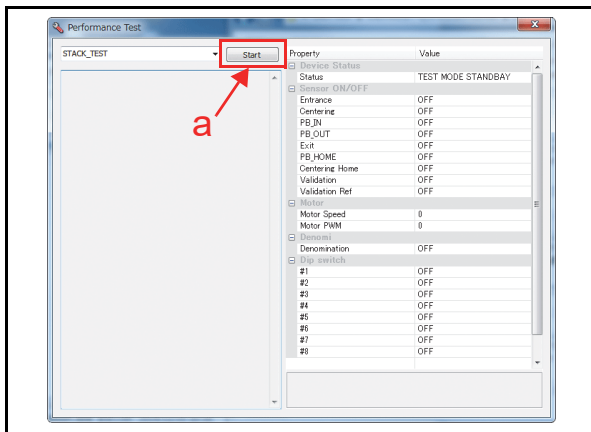 Performance Test
STACK_TEST Start
a
Property Value
Device Status
Status TEST MODE STANDBAY
Sensor ON/OFF
Entrance OFF
Centering OFF
PB_IN OFF
PB_OUT OFF
Exit OFF
PB_HOME OFF
Centering Home OFF
Validation OFF
Validation Ref OFF
Motor
Motor Speed 0
Motor PWM 0
Denomi
Denomination OFF
Dip switch
#1 OFF
#2 OFF
#3 OFF
#4 OFF
#5 OFF
#6 OFF
#7 OFF
#8 OFF